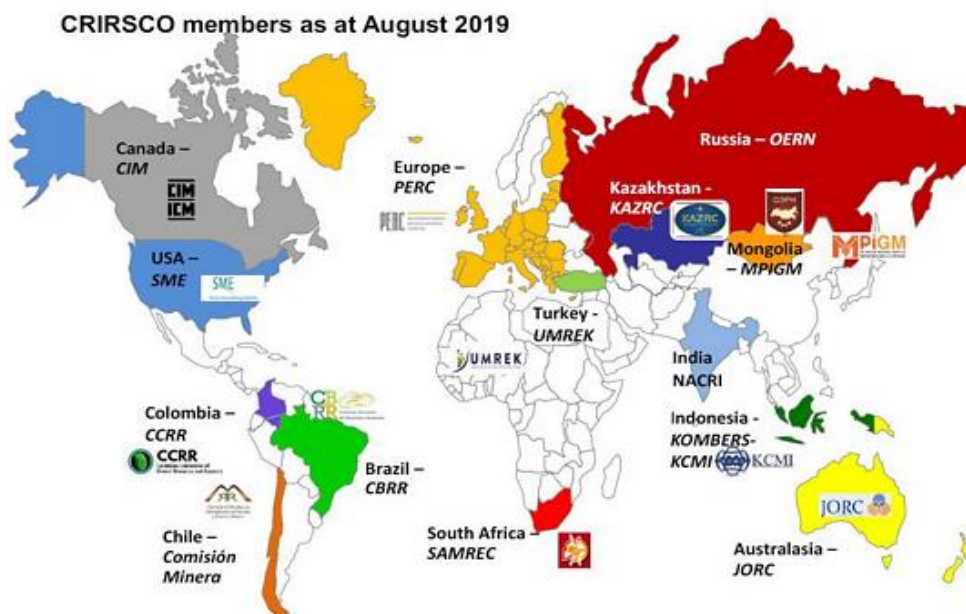 CRIRSCO members as at August 2019
Canada –
CIM
CIM
ICM
Europe –
PERC
PERC
Russia – OERN
Kazakhstan -
KAZRC
KAZRC
Mongolia
– MPIGM
MPIGM
USA –
SME
SME
Turkey -
UMREK
UMREK
India
NACRI
Colombia –
CCRR
CCRR
CBRR
Brazil –
CBRR
Indonesia -
KOMBERS-
KCMI
KCMI
Chile –
Comisión
Minera
South Africa –
SAMREC
JORC
Australasia –
JORC